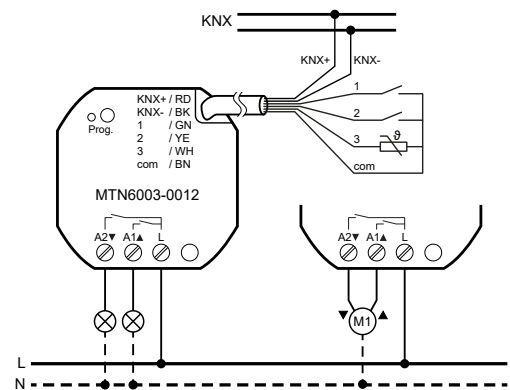 KNX
KNX+ KNX-
KNX+ / RD
KNX- / BK
1 / GN
2 / YE
3 / WH
com / BN
Prog.
1
2
3 ϑ
com
MTN6003-0012
A2▼ A1▲ L
A2▼ A1▲ L
▼ M1 ▲
L
N